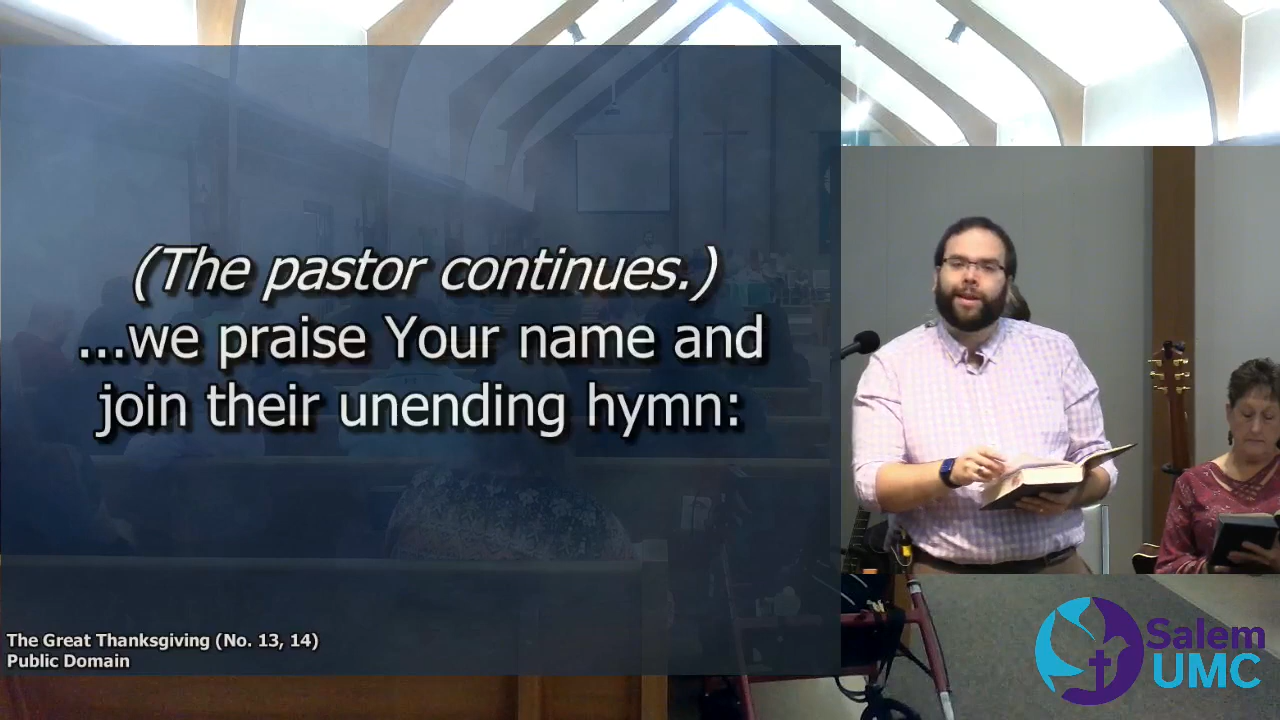 (The pastor continues.)
...we praise Your name and
join their unending hymn:
The Great Thanksgiving (No. 13, 14)
Public Domain
Salem
UMC